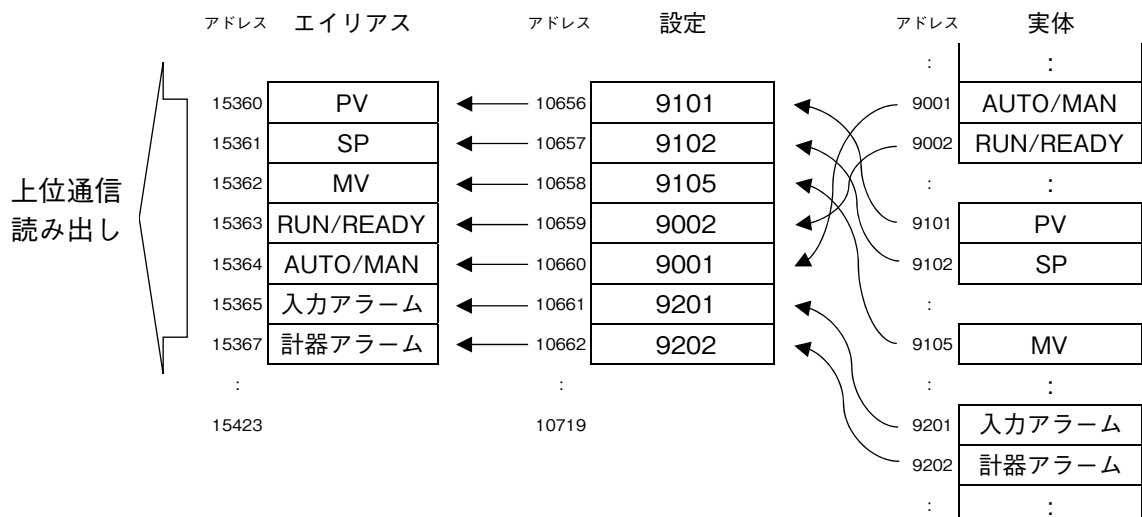 アドレス エイリアス アドレス 設定 アドレス 実体
: :
15360 PV 10656 9101 9001 AUTO/MAN
15361 SP 10657 9102 9002 RUN/READY
15362 MV 10658 9105 : :
上位通信
読み出し
15363 RUN/READY 10659 9002 9101 PV
15364 AUTO/MAN 10660 9001 9102 SP
15365 入力アラーム 10661 9201 :
15367 計器アラーム 10662 9202 9105 MV
: : : :
15423 10719 9201 入力アラーム
9202 計器アラーム
: :